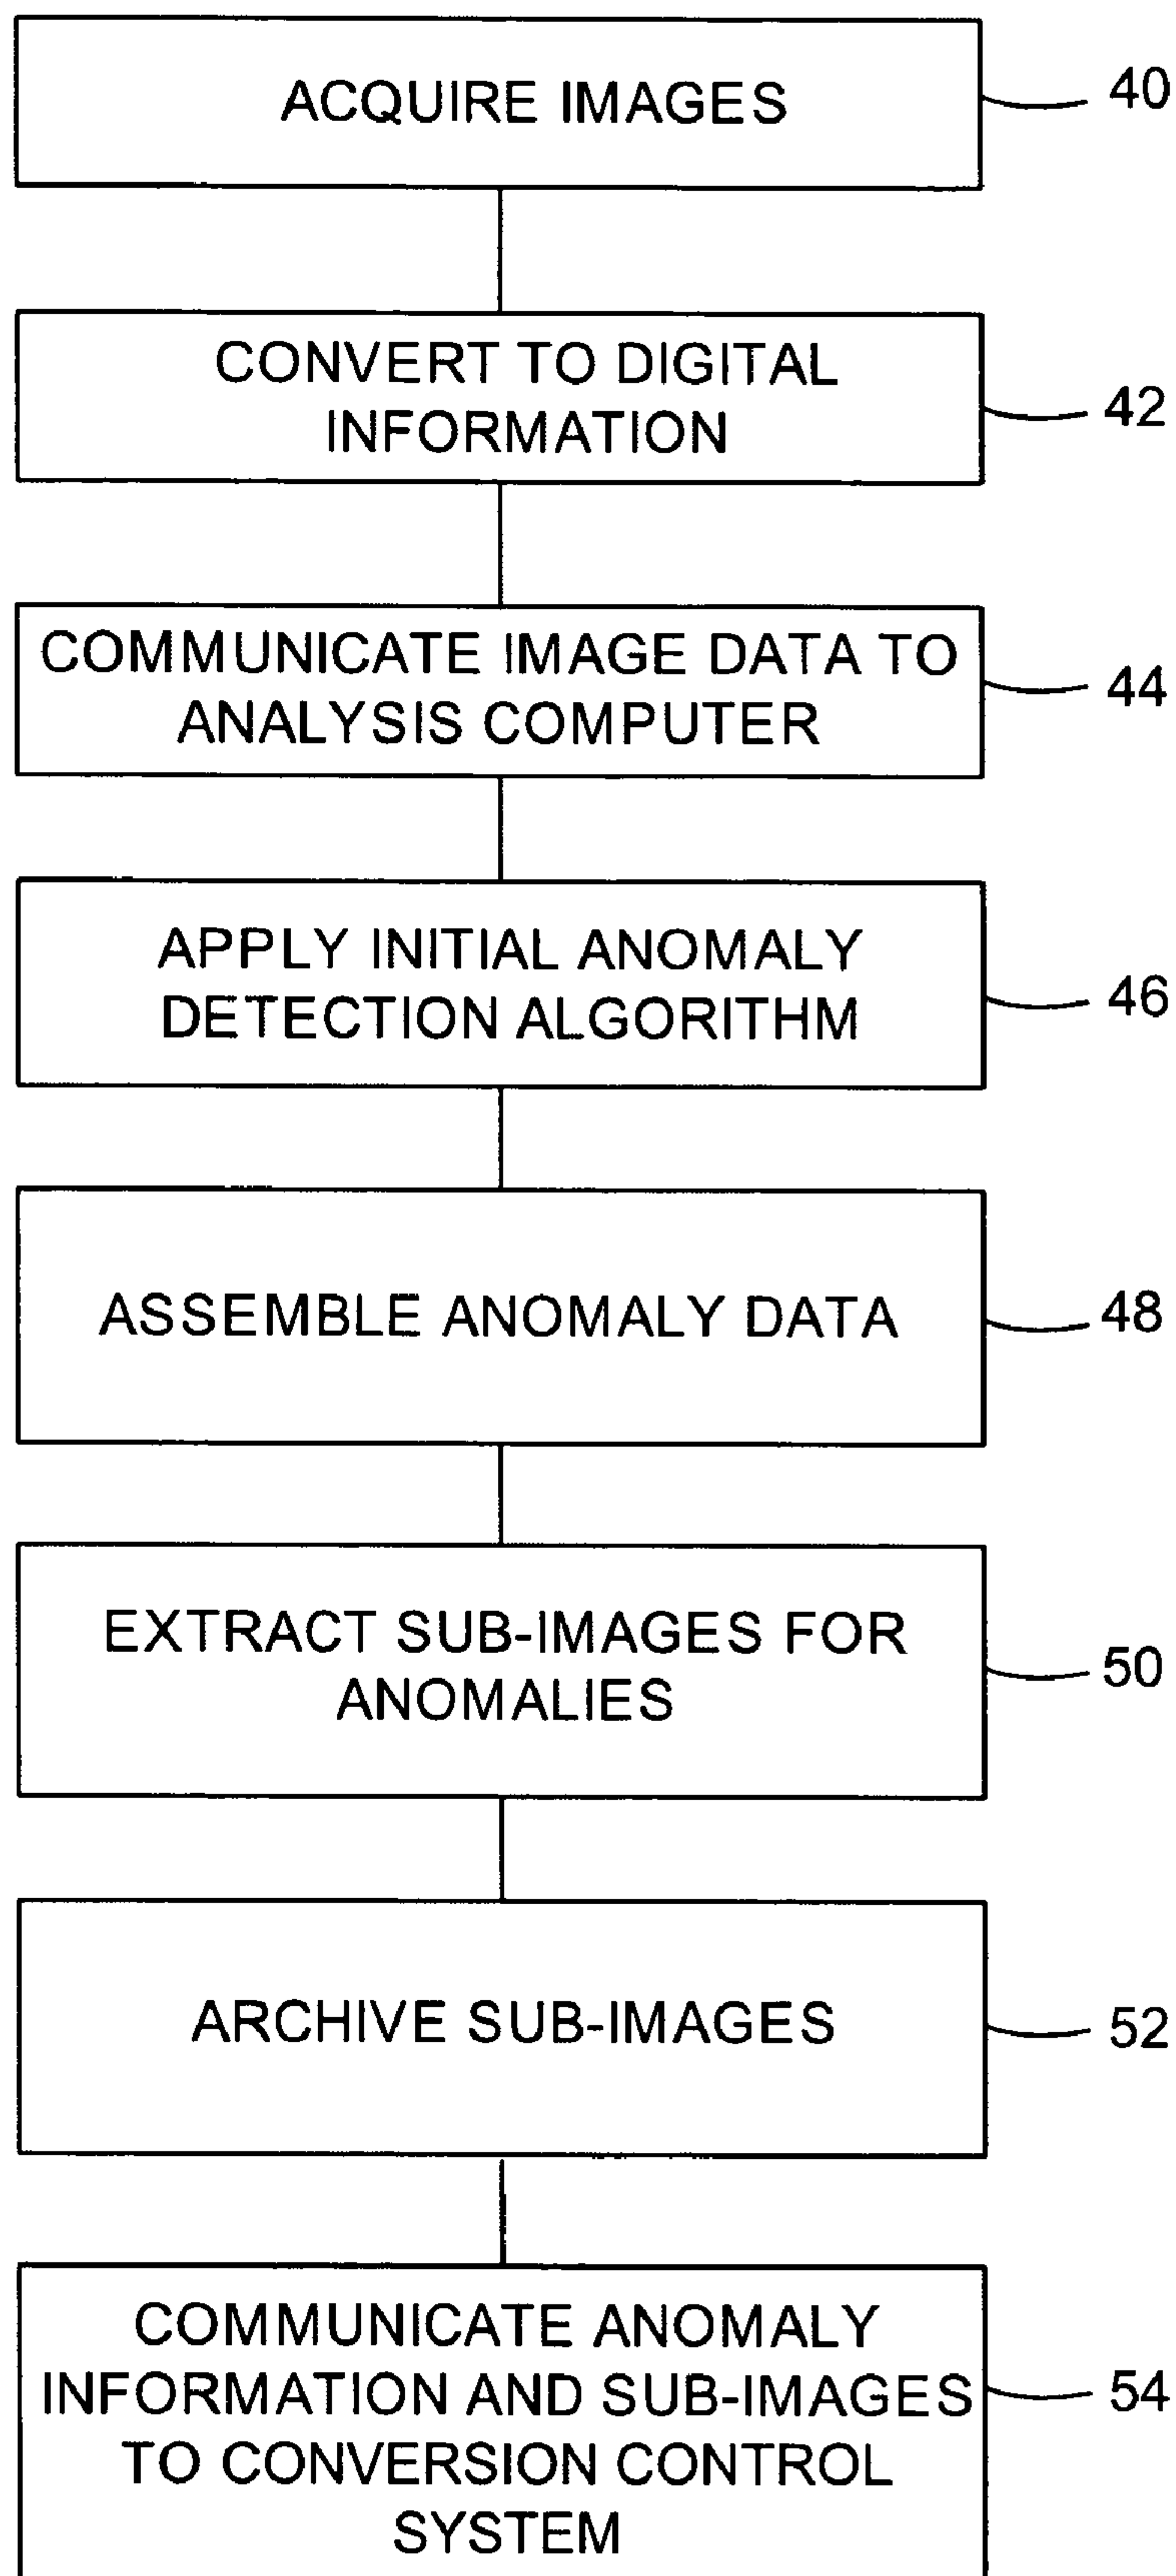 ACQUIRE IMAGES
40
CONVERT TO DIGITAL
INFORMATION
42
COMMUNICATE IMAGE DATA TO
ANALYSIS COMPUTER
44
APPLY INITIAL ANOMALY
DETECTION ALGORITHM
46
ASSEMBLE ANOMALY DATA
48
EXTRACT SUB-IMAGES FOR
ANOMALIES
50
ARCHIVE SUB-IMAGES
52
COMMUNICATE ANOMALY
INFORMATION AND SUB-IMAGES
TO CONVERSION CONTROL
SYSTEM
54